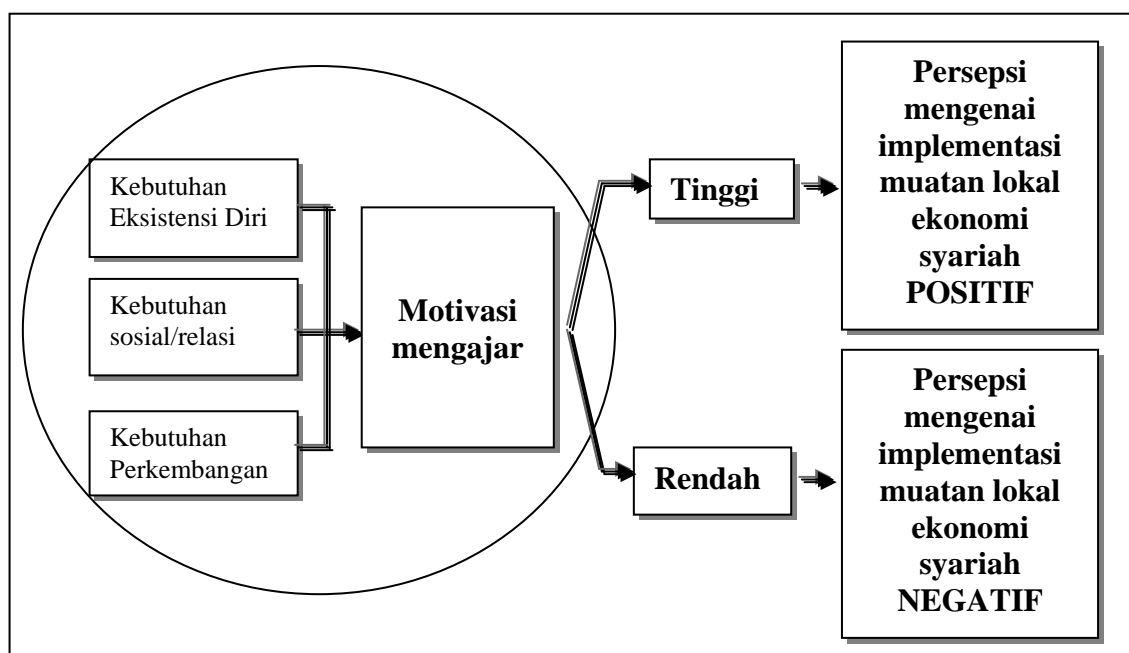 Kebutuhan
Eksistensi Diri
Kebutuhan
sosial/relasi
Kebutuhan
Perkembangan
Motivasi
mengajar
Tinggi
Rendah
Persepsi
mengenai
implementasi
muatan lokal
ekonomi
syariah
POSITIF
Persepsi
mengenai
implementasi
muatan lokal
ekonomi
syariah
NEGATIF